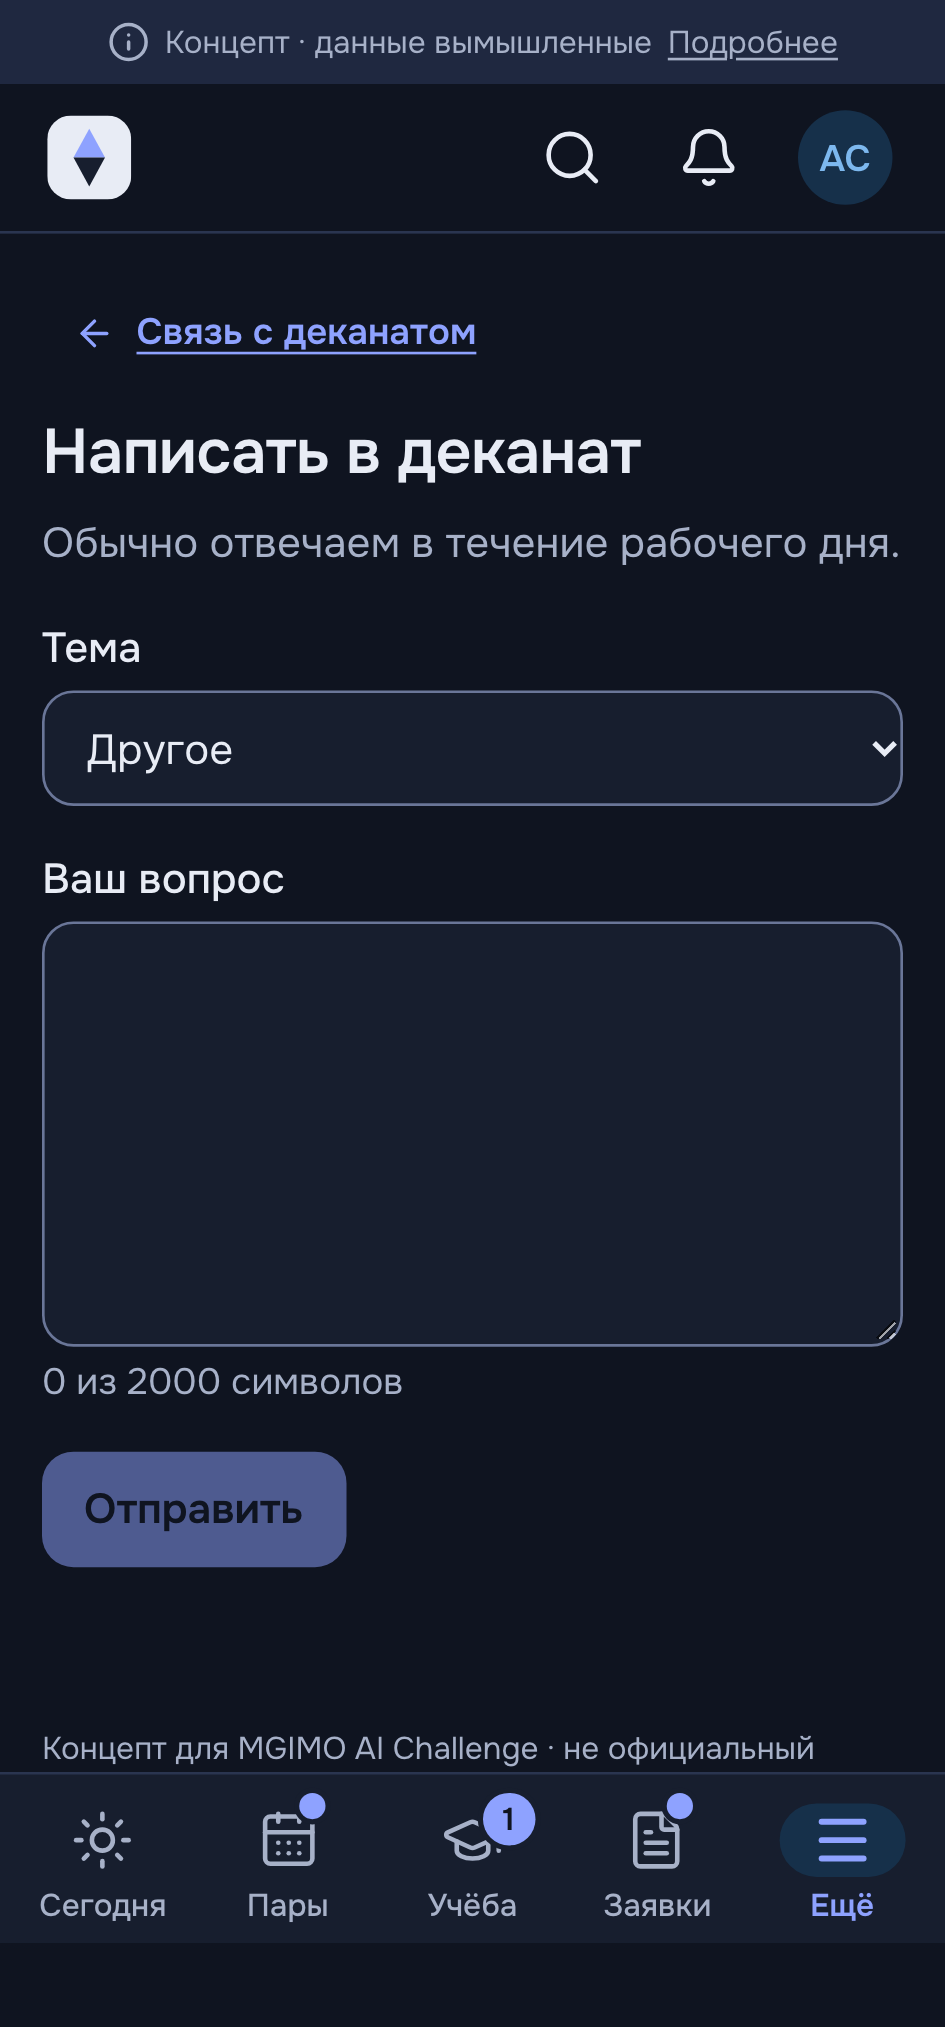 Концепт · данные вымышленные Подробнее
АС
Связь с деканатом
Написать в деканат
Обычно отвечаем в течение рабочего дня.
Тема
Другое
Ваш вопрос
0 из 2000 символов
Отправить
Концепт для MGIMO AI Challenge · не официальный
1
Сегодня Пары Учёба Заявки Ещё